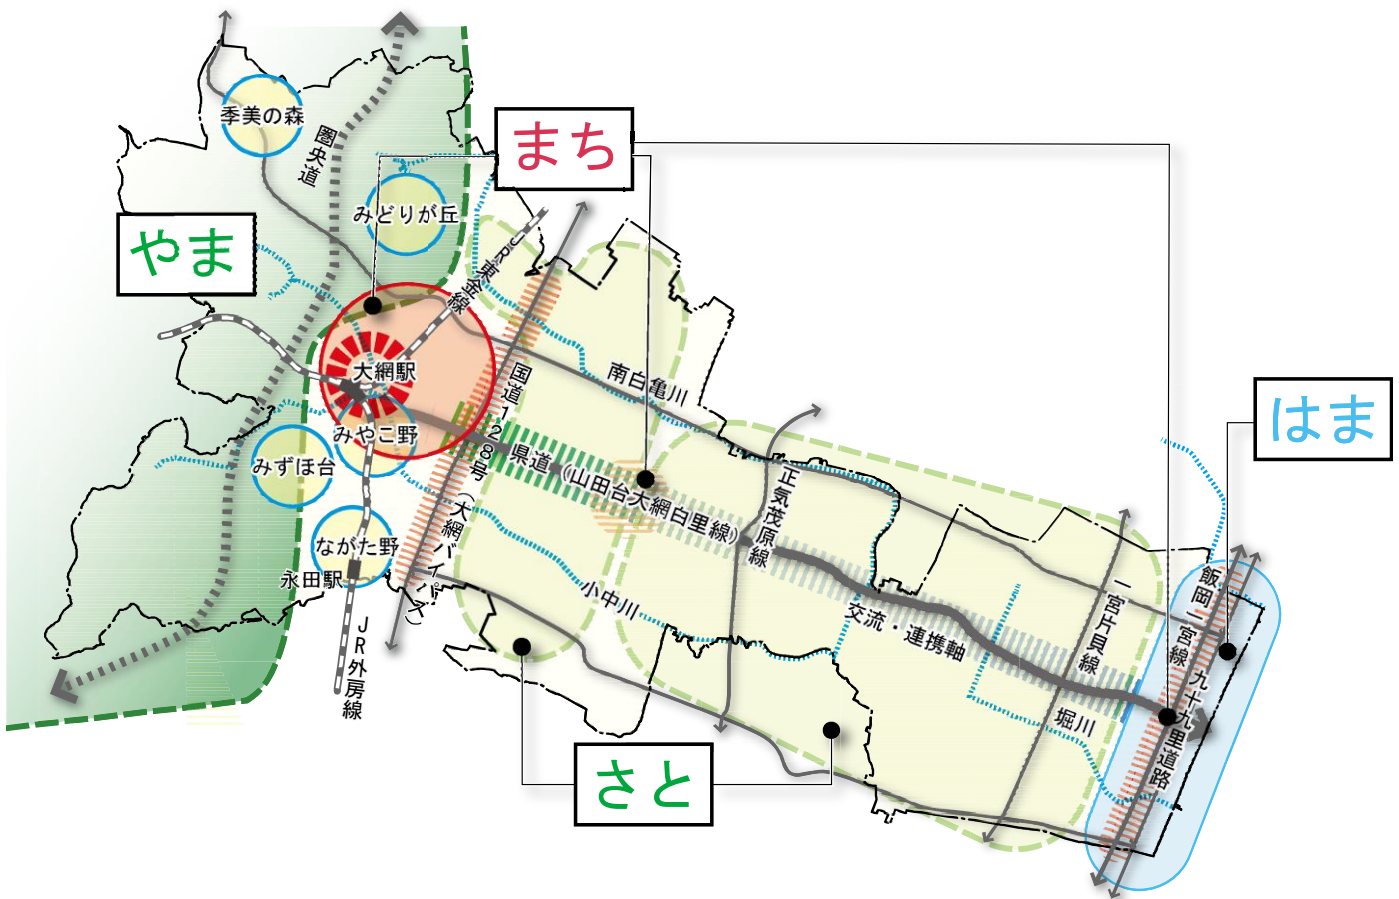 季美の森
圏央道
まち
みどりが丘
やま
JR東金線
大網駅
国道128号(大網バイパス)
南白亀川
はま
みやこ野
みずほ台
県道(山田台大網白里線)
正気茂原線
ながた野
永田駅
小中川
交流・連携軸
一宮片貝線
飯岡一宮線
九十九里道路
JR外房線
堀川
さと